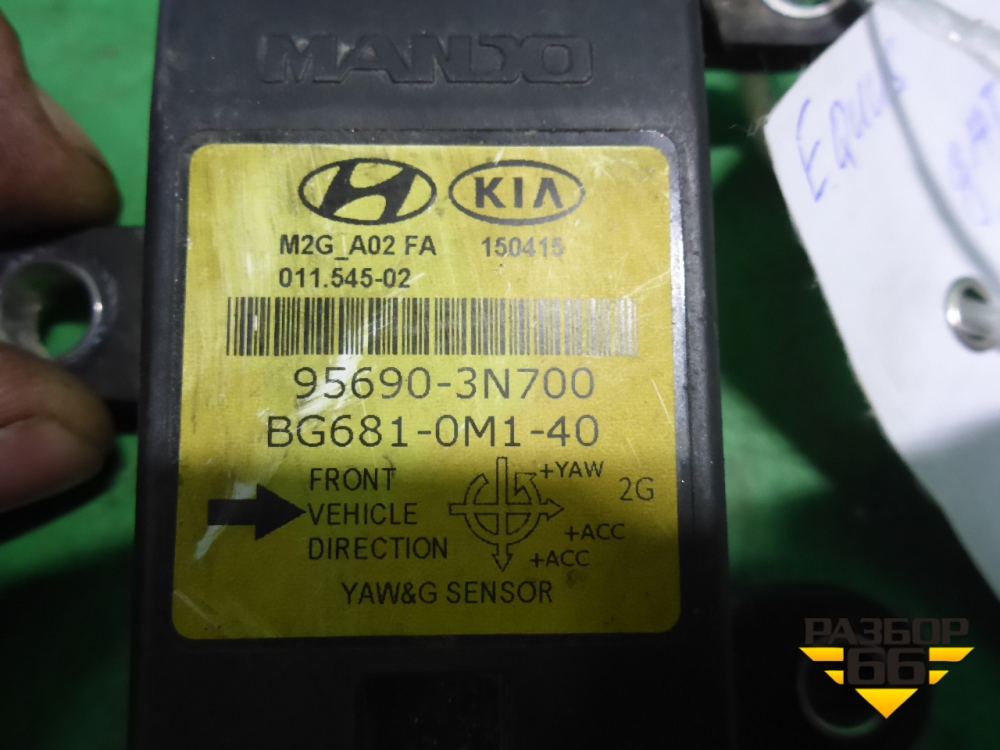 MANDO
KIA
M2G_A02 FA 150415
011.545-02
95690-3N700
BG681-0M1-40
FRONT
VEHICLE
DIRECTION
+YAW
2G
+ACC
+ACC
YAW&G SENSOR
Equus
РАЗБОР
66